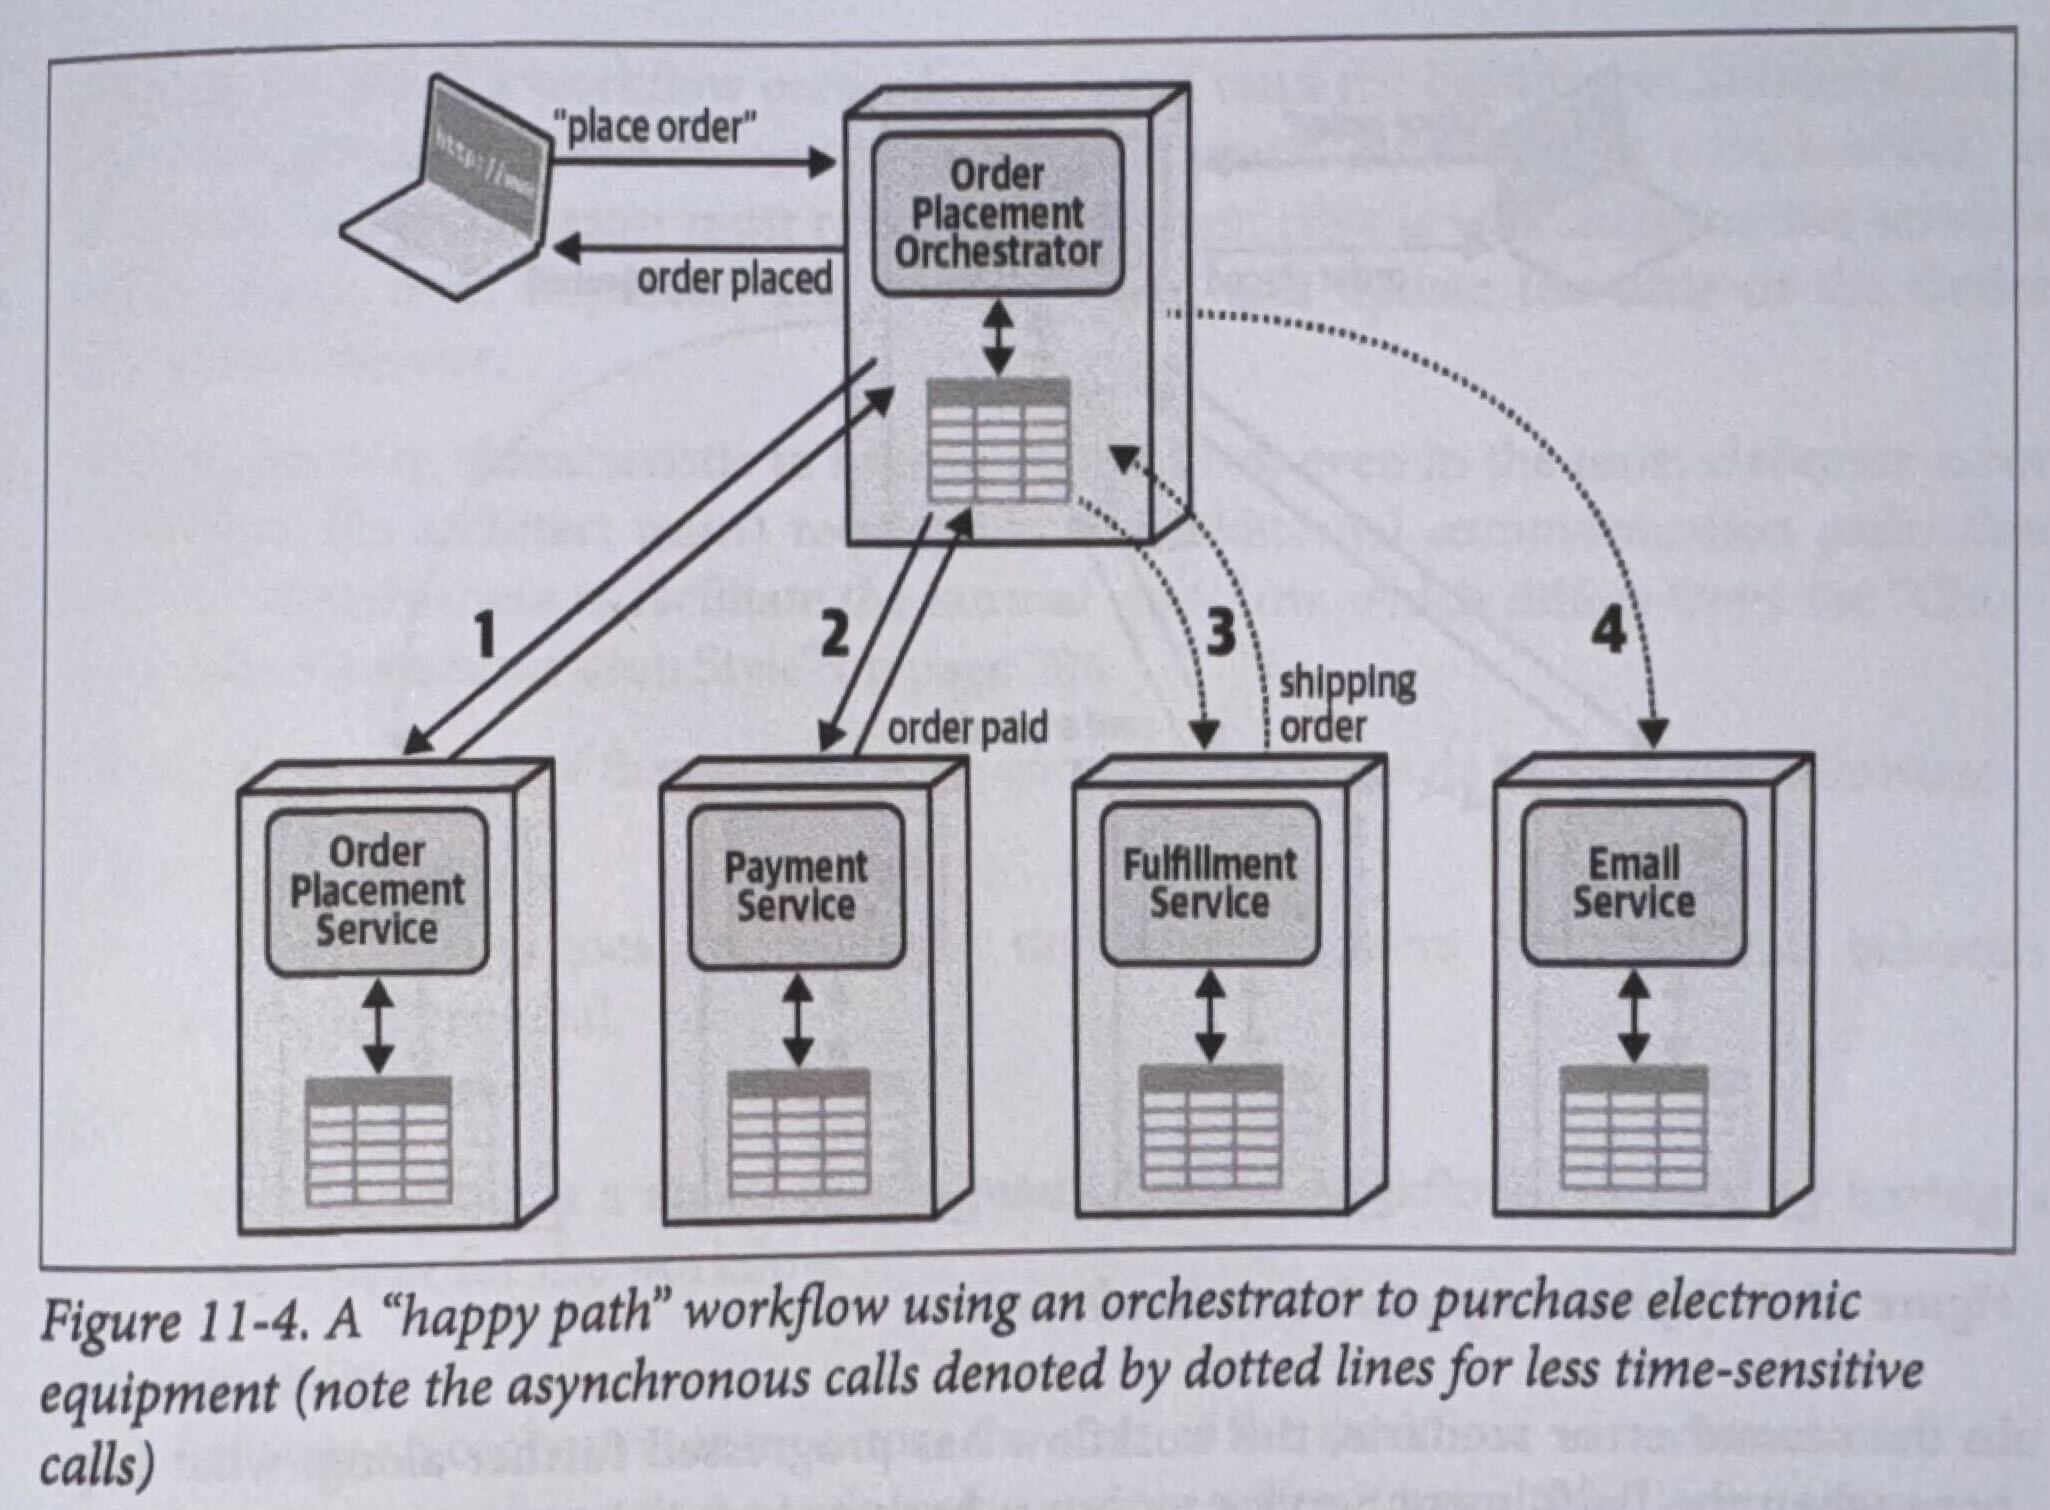 http://www
"place order"
order placed
Order
Placement
Orchestrator
1
2
3
4
order paid
shipping
order
Order
Placement
Service
Payment
Service
Fulfillment
Service
Email
Service
Figure 11-4. A “happy path” workflow using an orchestrator to purchase electronic
equipment (note the asynchronous calls denoted by dotted lines for less time-sensitive
calls)